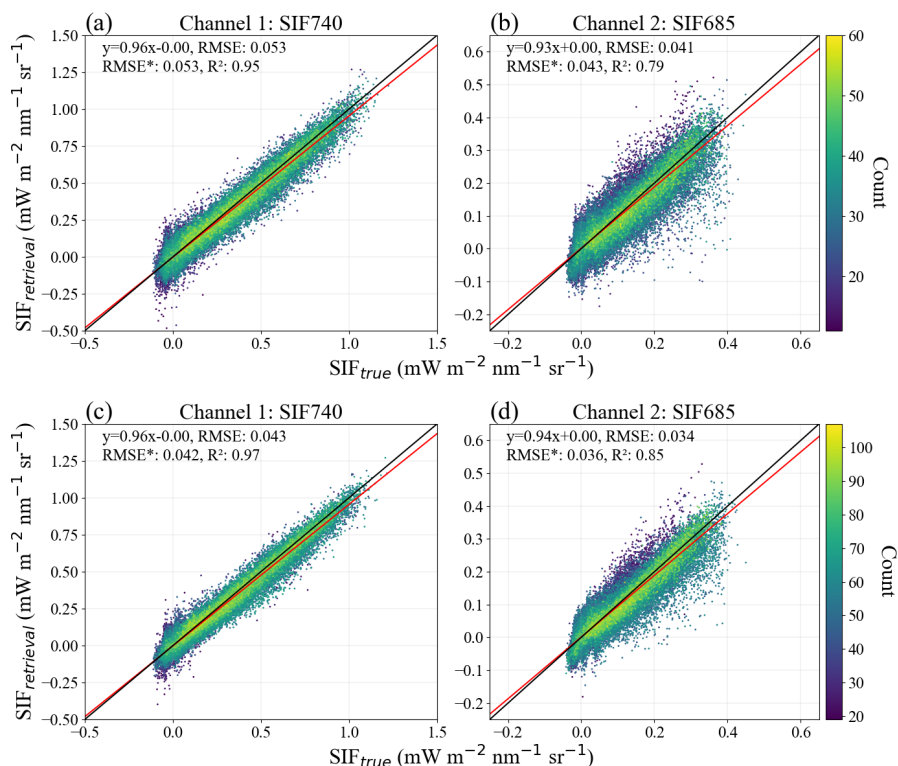 (a) Channel 1: SIF740
y=0.96x-0.00, RMSE: 0.053
RMSE*: 0.053, R²: 0.95
1.50
1.25
1.00
0.75
0.50
0.25
0.00
−0.25
−0.50
SIFretrieval (mW m−2 nm−1 sr−1)
−0.5 0.0 0.5 1.0 1.5
(b) Channel 2: SIF685
y=0.93x+0.00, RMSE: 0.041
RMSE*: 0.043, R²: 0.79
0.6
0.5
0.4
0.3
0.2
0.1
0.0
−0.1
−0.2
−0.2 0.0 0.2 0.4 0.6
60
50
40
30
20
Count
SIFtrue (mW m−2 nm−1 sr−1)
(c) Channel 1: SIF740
y=0.96x-0.00, RMSE: 0.043
RMSE*: 0.042, R²: 0.97
1.50
1.25
1.00
0.75
0.50
0.25
0.00
−0.25
−0.50
SIFretrieval (mW m−2 nm−1 sr−1)
−0.5 0.0 0.5 1.0 1.5
(d) Channel 2: SIF685
y=0.94x+0.00, RMSE: 0.034
RMSE*: 0.036, R²: 0.85
0.6
0.5
0.4
0.3
0.2
0.1
0.0
−0.1
−0.2
−0.2 0.0 0.2 0.4 0.6
100
90
80
70
60
50
40
30
20
Count
SIFtrue (mW m−2 nm−1 sr−1)